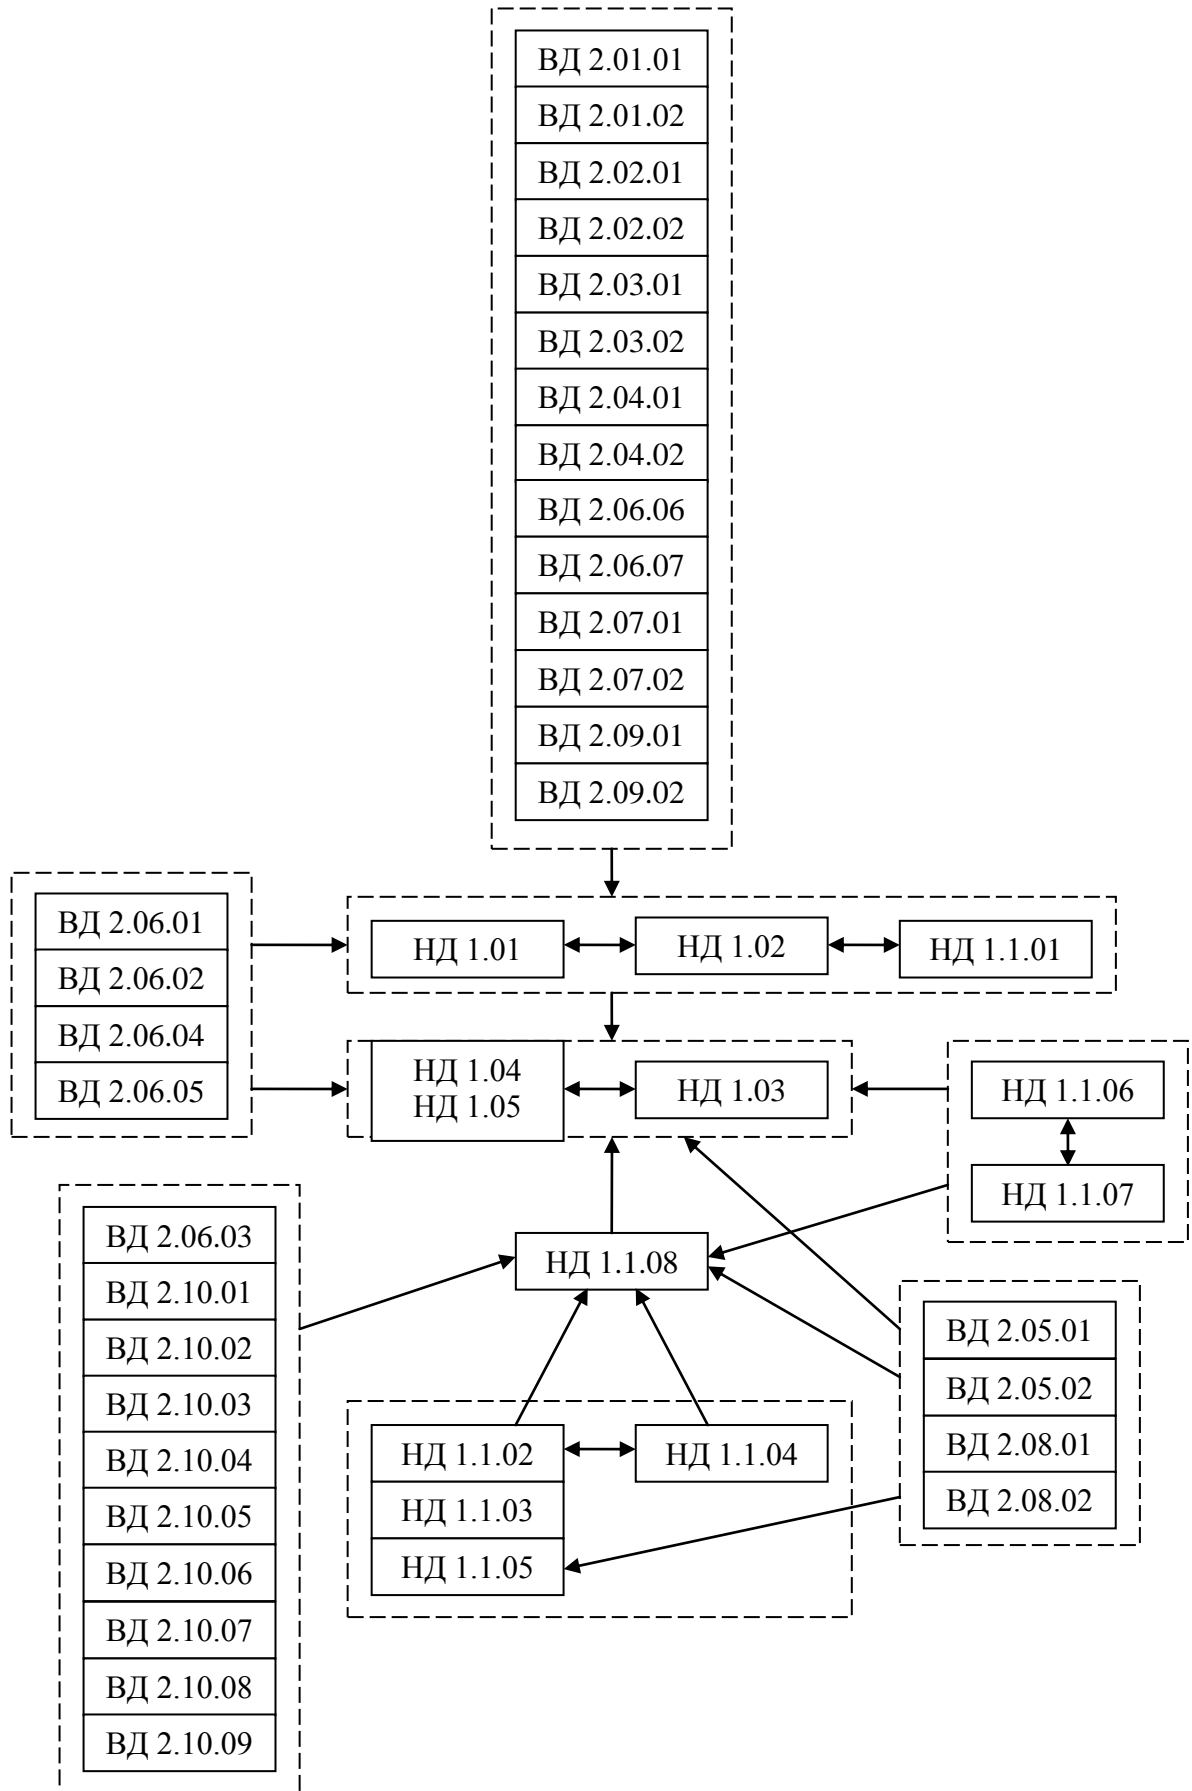 ВД 2.01.01
ВД 2.01.02
ВД 2.02.01
ВД 2.02.02
ВД 2.03.01
ВД 2.03.02
ВД 2.04.01
ВД 2.04.02
ВД 2.06.06
ВД 2.06.07
ВД 2.07.01
ВД 2.07.02
ВД 2.09.01
ВД 2.09.02
ВД 2.06.01
ВД 2.06.02
ВД 2.06.04
ВД 2.06.05
НД 1.01
НД 1.02
НД 1.1.01
НД 1.04
НД 1.05
НД 1.03
НД 1.1.06
НД 1.1.07
НД 1.1.08
ВД 2.06.03
ВД 2.10.01
ВД 2.10.02
ВД 2.10.03
ВД 2.10.04
ВД 2.10.05
ВД 2.10.06
ВД 2.10.07
ВД 2.10.08
ВД 2.10.09
НД 1.1.02
НД 1.1.03
НД 1.1.05
НД 1.1.04
ВД 2.05.01
ВД 2.05.02
ВД 2.08.01
ВД 2.08.02